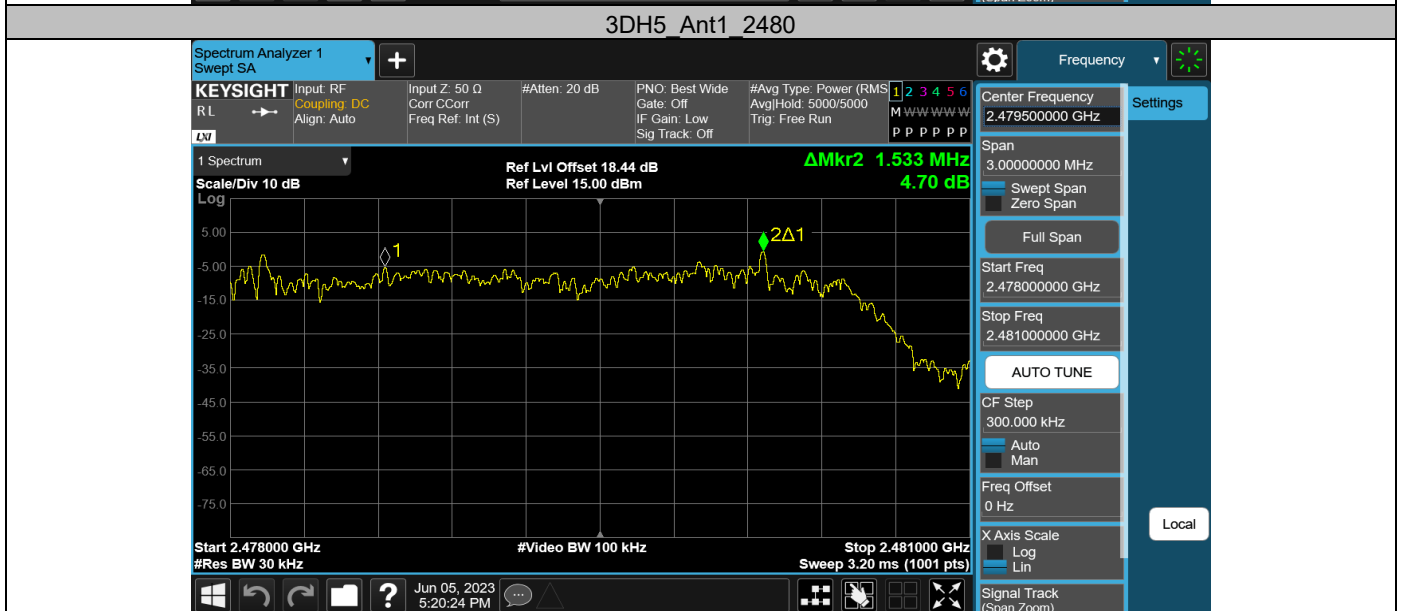 (Span Zoom)
3DH5_Ant1_2480
Spectrum Analyzer 1
Swept SA
Frequency
KEYSIGHT
R L
LXI
Input: RF
Coupling: DC
Align: Auto
Input Z: 50 Ω
Corr CCorr
Freq Ref: Int (S)
#Atten: 20 dB
PNO: Best Wide
Gate: Off
IF Gain: Low
Sig Track: Off
#Avg Type: Power (RMS
Avg|Hold: 5000/5000
Trig: Free Run
1 2 3 4 5 6
M W W W W W
P P P P P P
Center Frequency
2.479500000 GHz
Settings
Span
3.00000000 MHz
Swept Span
Zero Span
Full Span
Start Freq
2.478000000 GHz
Stop Freq
2.481000000 GHz
AUTO TUNE
CF Step
300.000 kHz
Auto
Man
Freq Offset
0 Hz
X Axis Scale
Log
Lin
Signal Track
(Span Zoom)
Local
1 Spectrum
Scale/Div 10 dB
Log
Ref Lvl Offset 18.44 dB
Ref Level 15.00 dBm
ΔMkr2 1.533 MHz
4.70 dB
1
2Δ1
5.00
-5.00
-15.0
-25.0
-35.0
-45.0
-55.0
-65.0
-75.0
Start 2.478000 GHz
#Res BW 30 kHz
#Video BW 100 kHz
Stop 2.481000 GHz
Sweep 3.20 ms (1001 pts)
?
Jun 05, 2023
5:20:24 PM